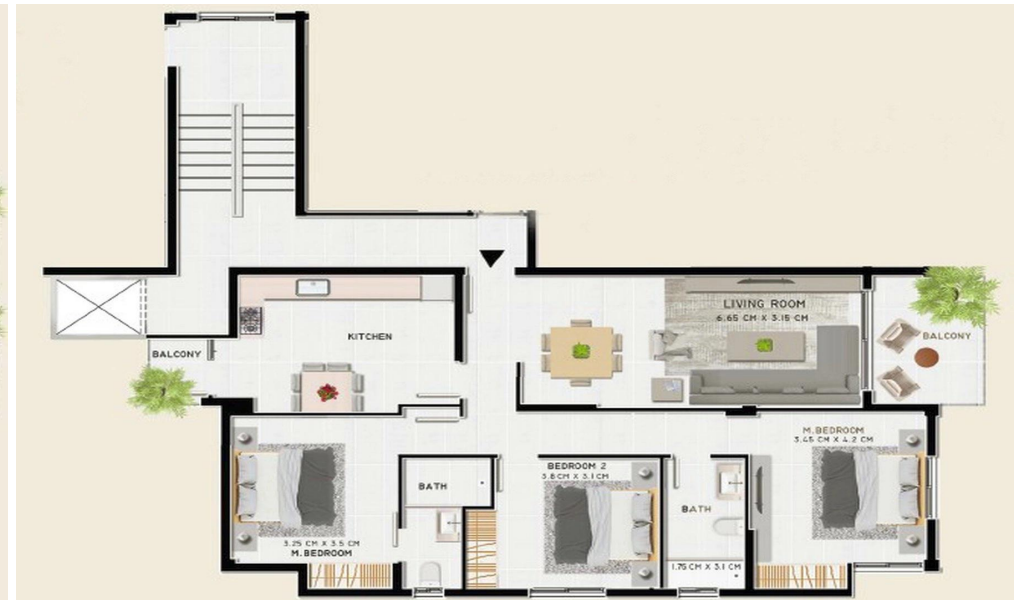 LIVING ROOM
6.65 CM X 3.15 CM
KITCHEN
BALCONY
BALCONY
M.BEDROOM
3.45 CM X 4.2 CM
BEDROOM 2
3.8 CM X 3.1 CM
BATH
BATH
3.25 CM X 3.5 CM
M.BEDROOM
1.75 CM X 3.1 CM